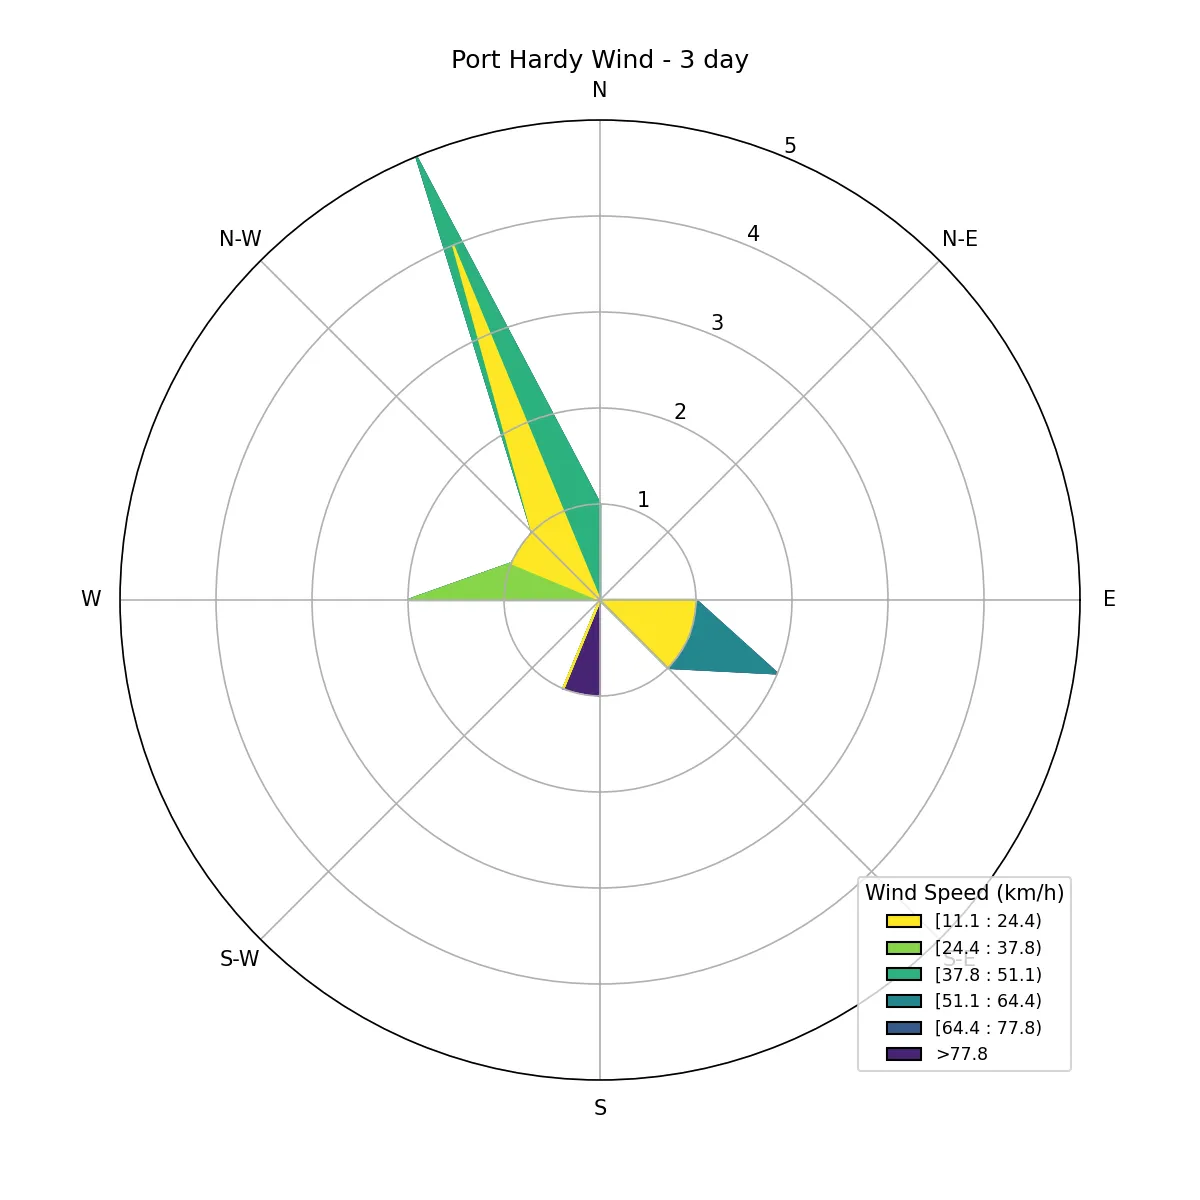 Port Hardy Wind - 3 day
N
5
N-W
4
N-E
3
2
1
W
E
S-W
S-E
S
Wind Speed (km/h)
[11.1 : 24.4)
[24.4 : 37.8)
[37.8 : 51.1)
[51.1 : 64.4)
[64.4 : 77.8)
>77.8